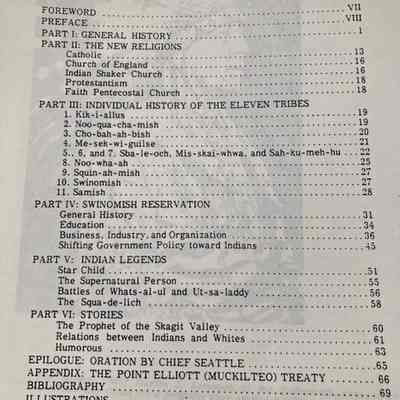 FOREWORD VII
PREFACE VIII
PART I: GENERAL HISTORY 1
PART II: THE NEW RELIGIONS
Catholic 13
Church of England 16
Indian Shaker Church 16
Protestantism 18
Faith Pentecostal Church 18
PART III: INDIVIDUAL HISTORY OF THE ELEVEN TRIBES
1. Kik-i-allus 19
2. Noo-qua-cha-mish 19
3. Cho-bah-ah-bish 20
4. Me-sek-wi-guilse 21
5., 6, and 7. Sba-le-och, Mis-skai-whwa, and Sah-ku-meh-hu 22
8. Noo-wha-ah 25
9. Squin-ah-mish 27
10. Swinomish 27
11. Samish 28
PART IV: SWINOMISH RESERVATION
General History 31
Education 34
Business, Industry, and Organization 36
Shifting Government Policy toward Indians 45
PART V: INDIAN LEGENDS
Star Child 51
The Supernatural Person 55
Battles of Whats-al-ul and Ut-sa-laddy 56
The Squa-de-lich 58
PART VI: STORIES
The Prophet of the Skagit Valley 60
Relations between Indians and Whites 61
Humorous 63
EPILOGUE: ORATION BY CHIEF SEATTLE 65
APPENDIX: THE POINT ELLIOTT (MUCKILTEO) TREATY 66
BIBLIOGRAPHY 69
ILLUSTRATIONS